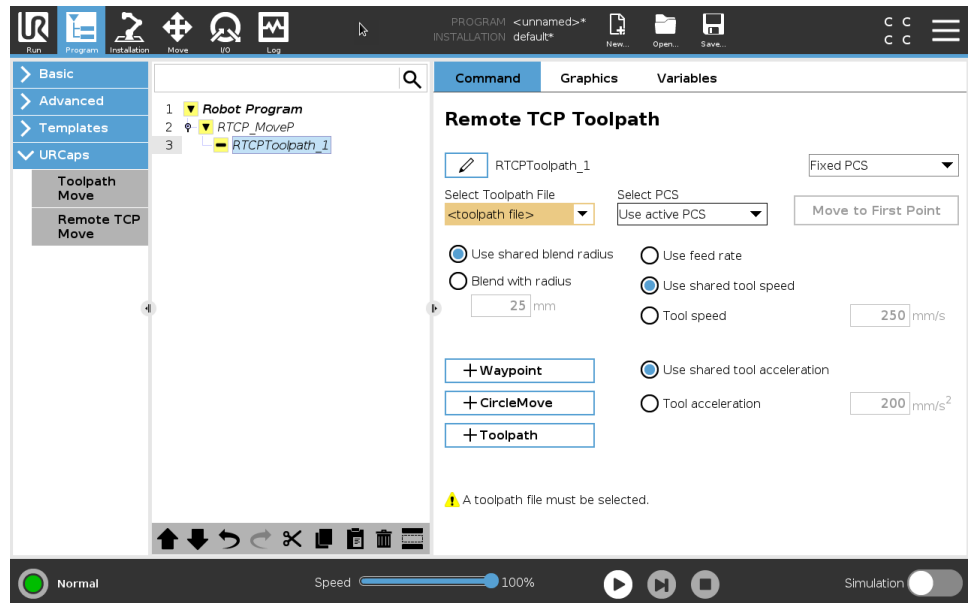 PROGRAM <unnamed>*
INSTALLATION default*
UR
Run
Program
Installation
Move
I/O
Log
New...
Open...
Save...
C C
C C
Basic
Advanced
Templates
URCaps
Toolpath
Move
Remote TCP
Move
1 Robot Program
2 RTCP_MoveP
3 RTCPToolpath_1
Command Graphics Variables
Remote TCP Toolpath
RTCPToolpath_1
Fixed PCS
Select Toolpath File
Select PCS
<toolpath file>
Use active PCS
Move to First Point
Use shared blend radius
Use feed rate
Blend with radius
Use shared tool speed
25 mm
Tool speed 250 mm/s
+ Waypoint
Use shared tool acceleration
+ CircleMove
Tool acceleration 200 mm/s²
+ Toolpath
A toolpath file must be selected.
Normal
Speed 100%
Simulation